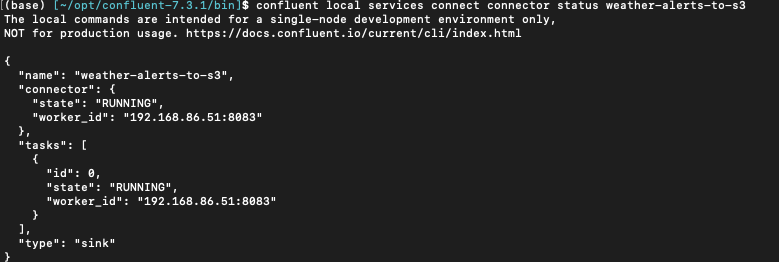 (base) [~/opt/confluent-7.3.1/bin]$ confluent local services connect connector status weather-alerts-to-s3
The local commands are intended for a single-node development environment only,
NOT for production usage. https://docs.confluent.io/current/cli/index.html
{
"name": "weather-alerts-to-s3",
"connector": {
"state": "RUNNING",
"worker_id": "192.168.86.51:8083"
},
"tasks": [
{
"id": 0,
"state": "RUNNING",
"worker_id": "192.168.86.51:8083"
}
],
"type": "sink"
}